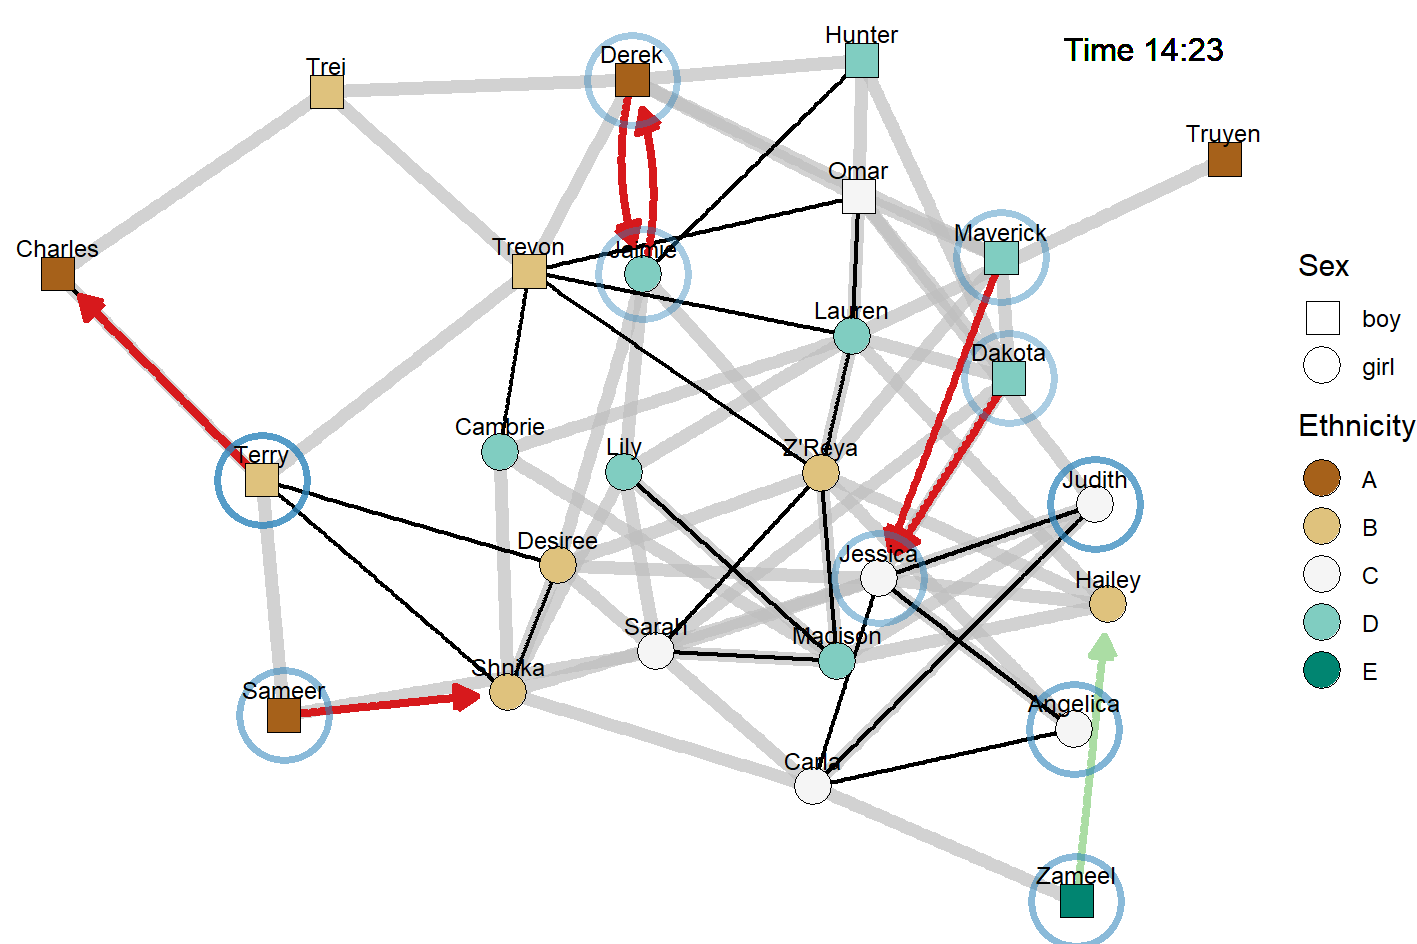 Hunter
Time 14:23
Derek
Trei
Truyen
Omar
Maverick
Charles
Trevon
Jaimie
Sex
Lauren
boy
Dakota
girl
Cambrie
Ethnicity
Lily
Z'Reya
Terry
Judith
A
B
Desiree
Jessica
C
Hailey
Sarah
Madison
D
Shnika
E
Sameer
Angelica
Carla
Zameel